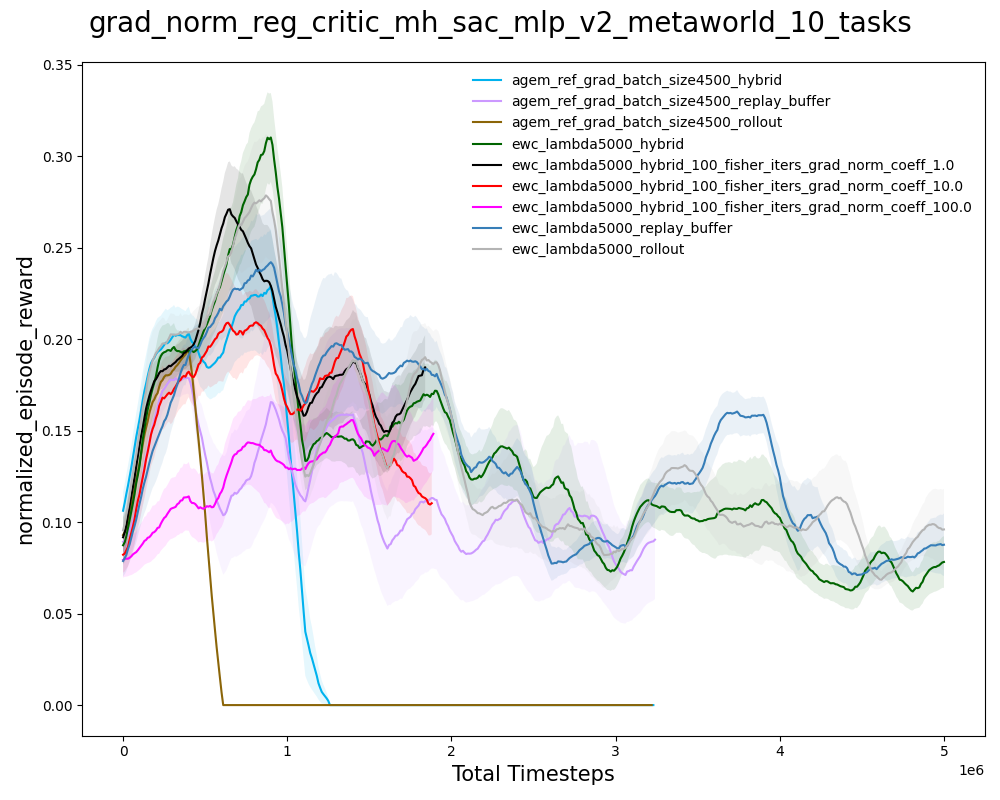 grad_norm_reg_critic_mh_sac_mlp_v2_metaworld_10_tasks
normalized_episode_reward
0.35
0.30
0.25
0.20
0.15
0.10
0.05
0.00
agem_ref_grad_batch_size4500_hybrid
agem_ref_grad_batch_size4500_replay_buffer
agem_ref_grad_batch_size4500_rollout
ewc_lambda5000_hybrid
ewc_lambda5000_hybrid_100_fisher_iters_grad_norm_coeff_1.0
ewc_lambda5000_hybrid_100_fisher_iters_grad_norm_coeff_10.0
ewc_lambda5000_hybrid_100_fisher_iters_grad_norm_coeff_100.0
ewc_lambda5000_replay_buffer
ewc_lambda5000_rollout
0 1 2 3 4 5
1e6
Total Timesteps